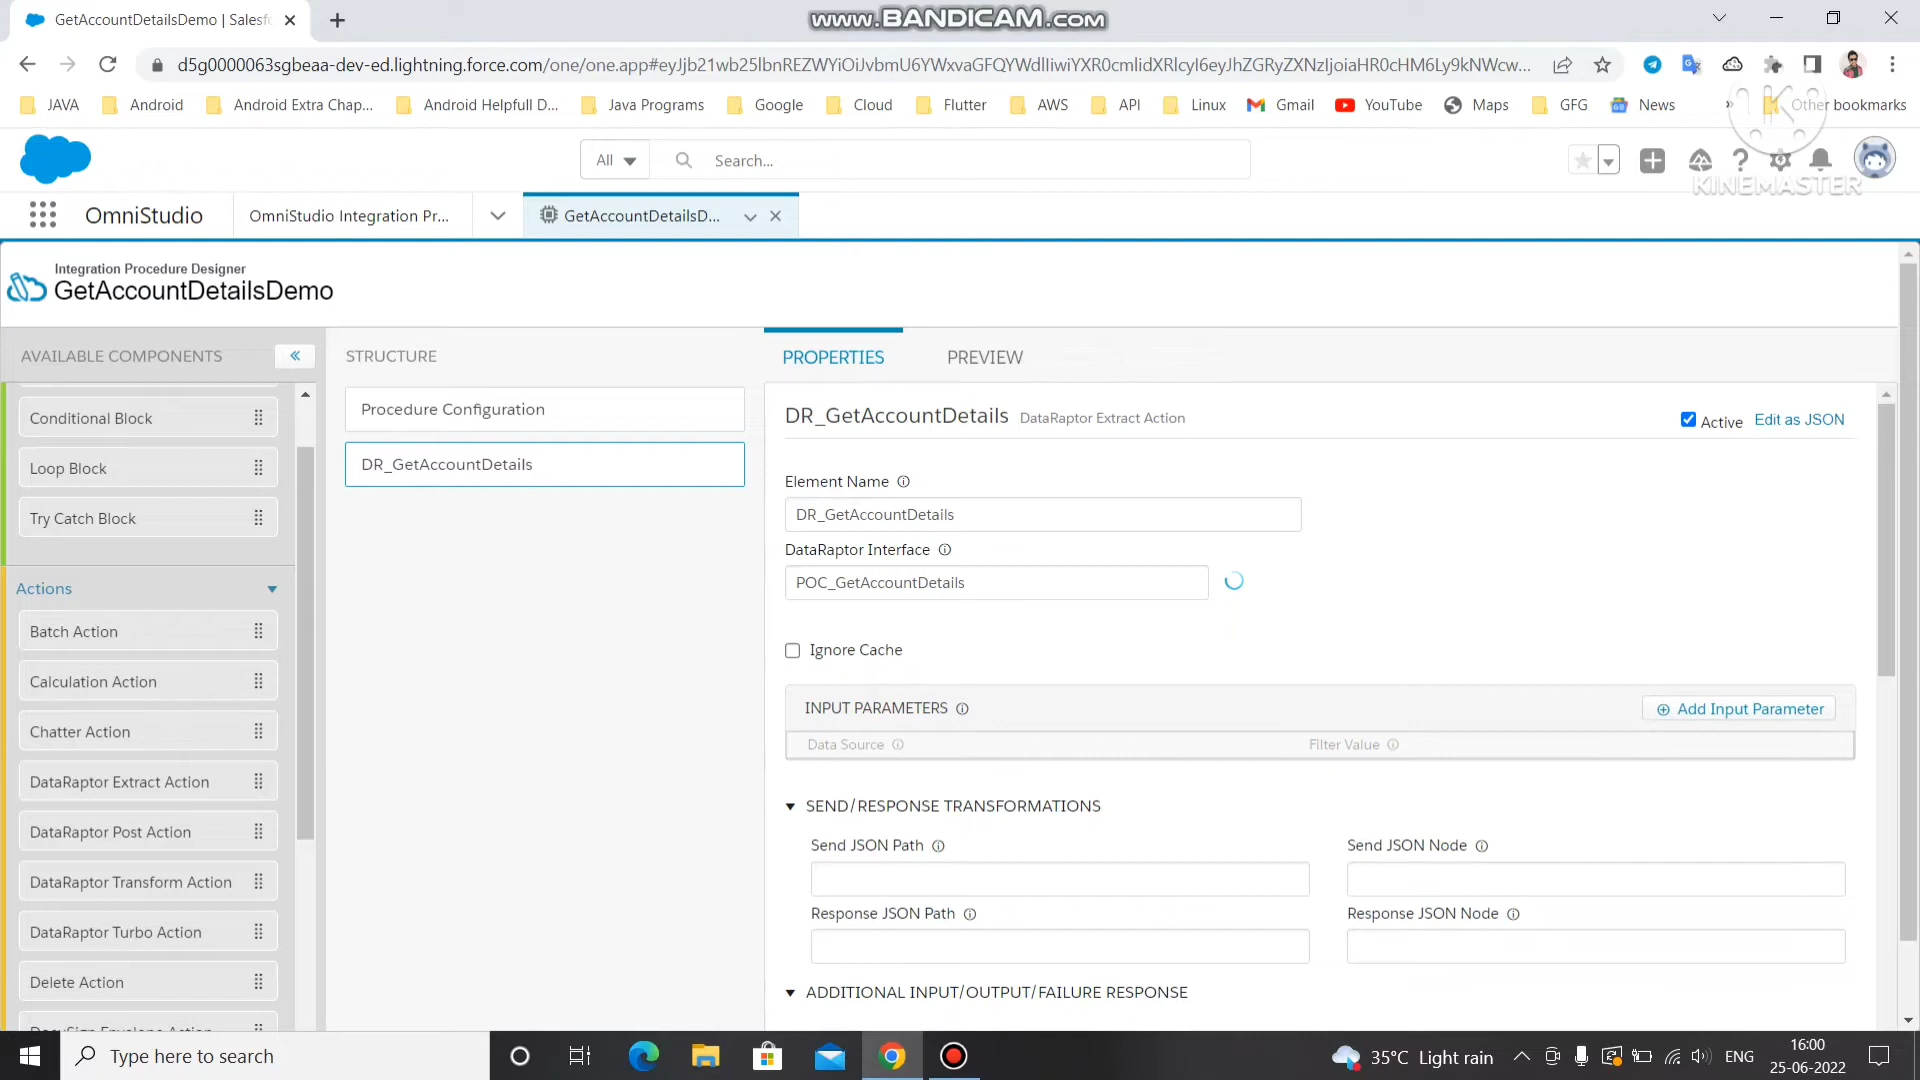 GetAccountDetailsDemo | Salesf
www.BANDICAM.com
d5g0000063sgbeaa-dev-ed.lightning.force.com/one/one.app#eyJjb21wb25lbnREZWYiOiJvbmU6YWxvaGFQYWdlIiwiYXR0cmlidXRlcyI6eyJhZGRyZXNzIjoiaHR0cHM6Ly9kNWcw...
JAVA
Android
Android Extra Chap...
Android Helpfull D...
Java Programs
Google
Cloud
Flutter
AWS
API
Linux
Gmail
YouTube
Maps
GFG
News
»
Other bookmarks
K
All
Search...
KINEMASTER
OmniStudio
OmniStudio Integration Pr...
GetAccountDetailsD...
Integration Procedure Designer
GetAccountDetailsDemo
AVAILABLE COMPONENTS
STRUCTURE
PROPERTIES
PREVIEW
Conditional Block
Loop Block
Try Catch Block
Actions
Batch Action
Calculation Action
Chatter Action
DataRaptor Extract Action
DataRaptor Post Action
DataRaptor Transform Action
DataRaptor Turbo Action
Delete Action
DocuSign Envelope Action
Procedure Configuration
DR_GetAccountDetails
DR_GetAccountDetails DataRaptor Extract Action
Active Edit as JSON
Element Name
DR_GetAccountDetails
DataRaptor Interface
POC_GetAccountDetails
Ignore Cache
INPUT PARAMETERS
Add Input Parameter
Data Source
Filter Value
SEND/RESPONSE TRANSFORMATIONS
Send JSON Path
Send JSON Node
Response JSON Path
Response JSON Node
ADDITIONAL INPUT/OUTPUT/FAILURE RESPONSE
Type here to search
35°C Light rain
ENG
16:00
25-06-2022